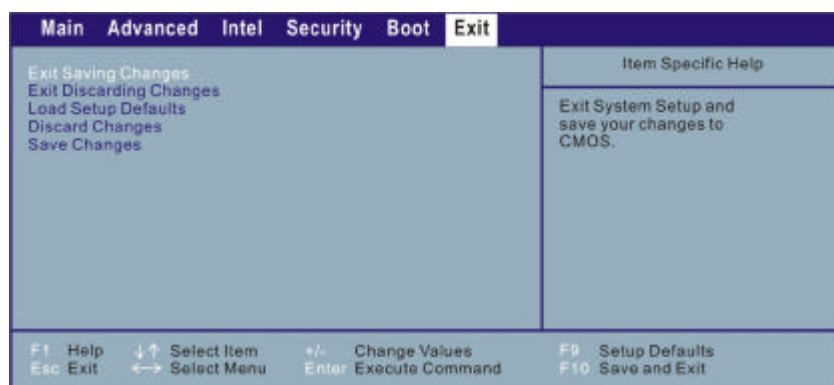 Main Advanced Intel Security Boot Exit
Exit Saving Changes
Exit Discarding Changes
Load Setup Defaults
Discard Changes
Save Changes
Item Specific Help
Exit System Setup and
save your changes to
CMOS.
F1 Help ↓↑ Select Item +/- Change Values F9 Setup Defaults
Esc Exit ←→ Select Menu Enter Execute Command F10 Save and Exit